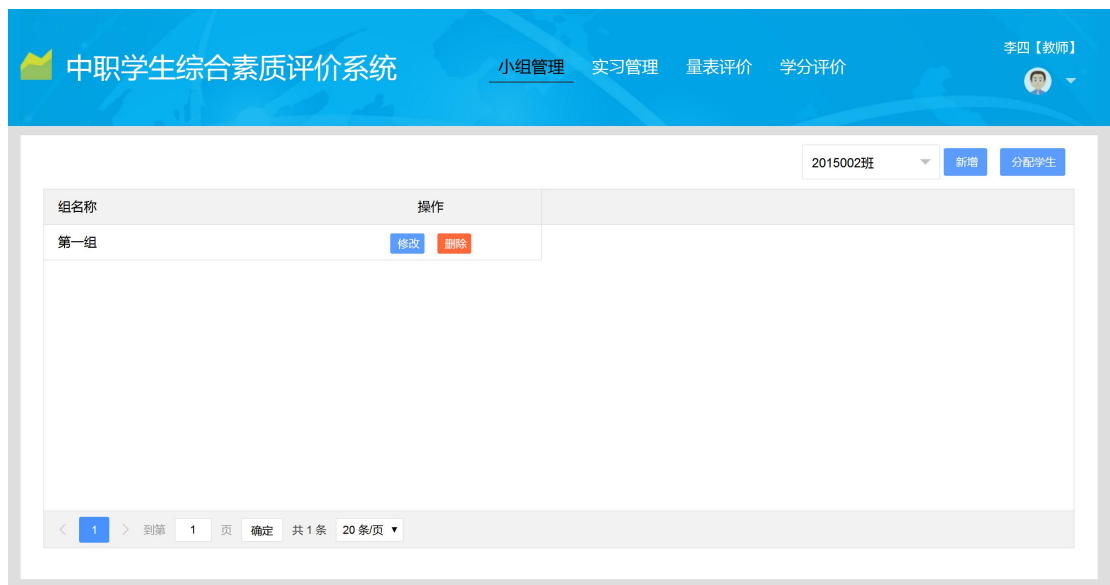 李四【教师】
中职学生综合素质评价系统 小组管理 实习管理 量表评价 学分评价
2015002班 新增 分配学生
组名称 操作
第一组 修改 删除
1 到第 1 页 确定 共 1 条 20 条/页